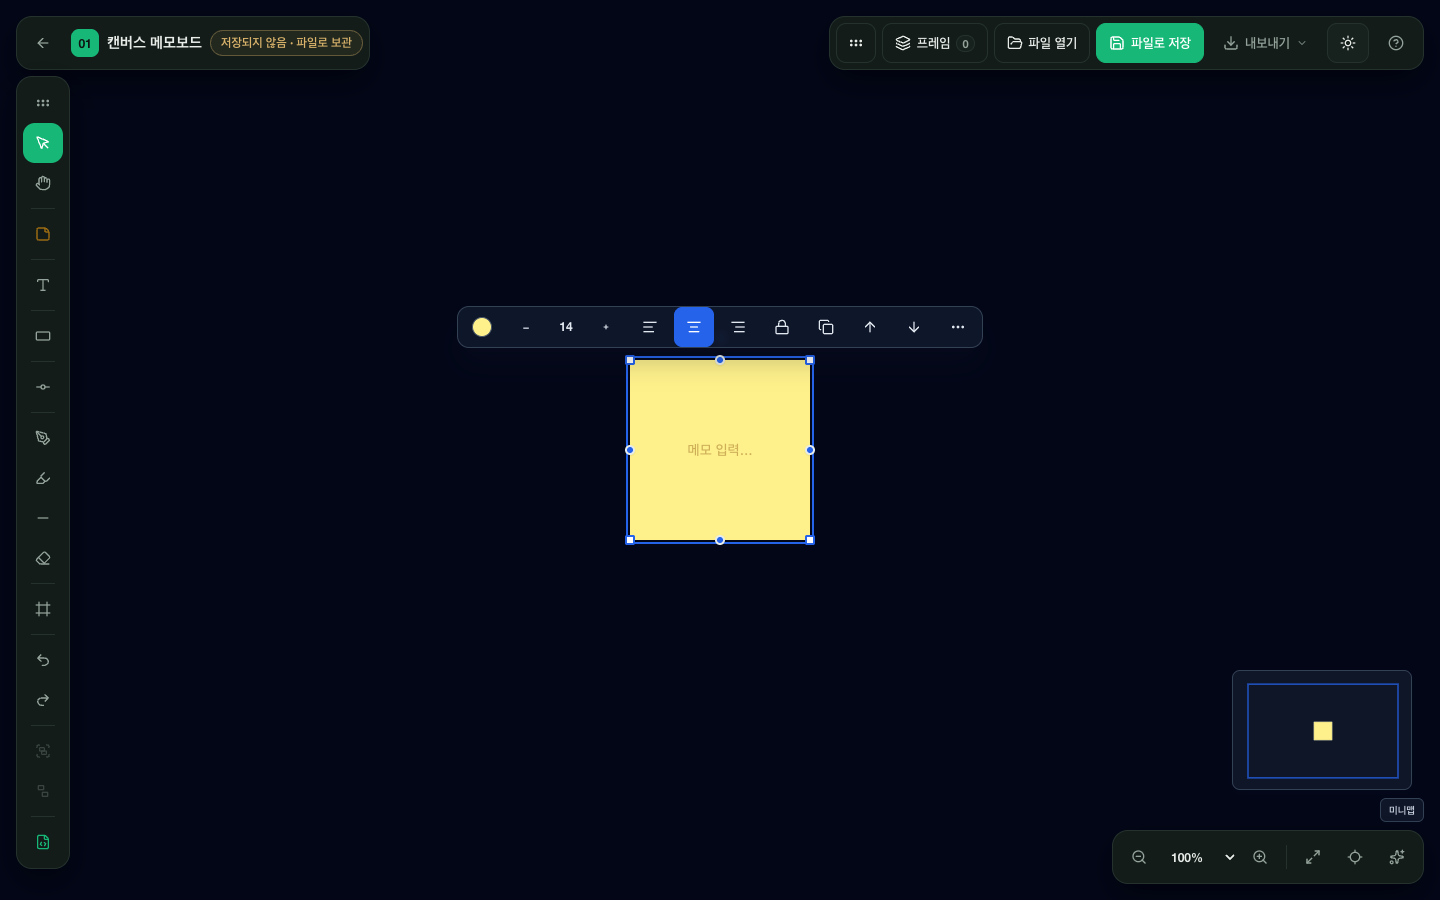 01 캔버스 메모보드 저장되지 않음 · 파일로 보관
프레임 0 파일 열기 파일로 저장 내보내기
14
메모 입력...
미니맵
100%